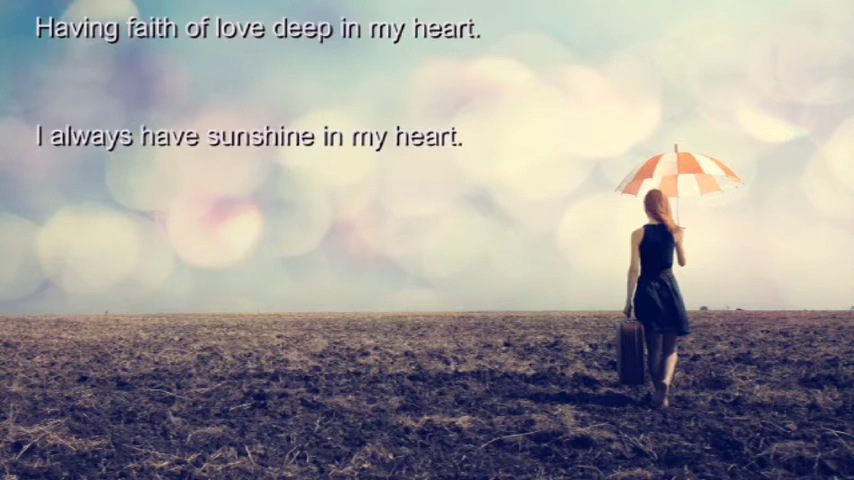 Having faith of love deep in my heart.
I always have sunshine in my heart.